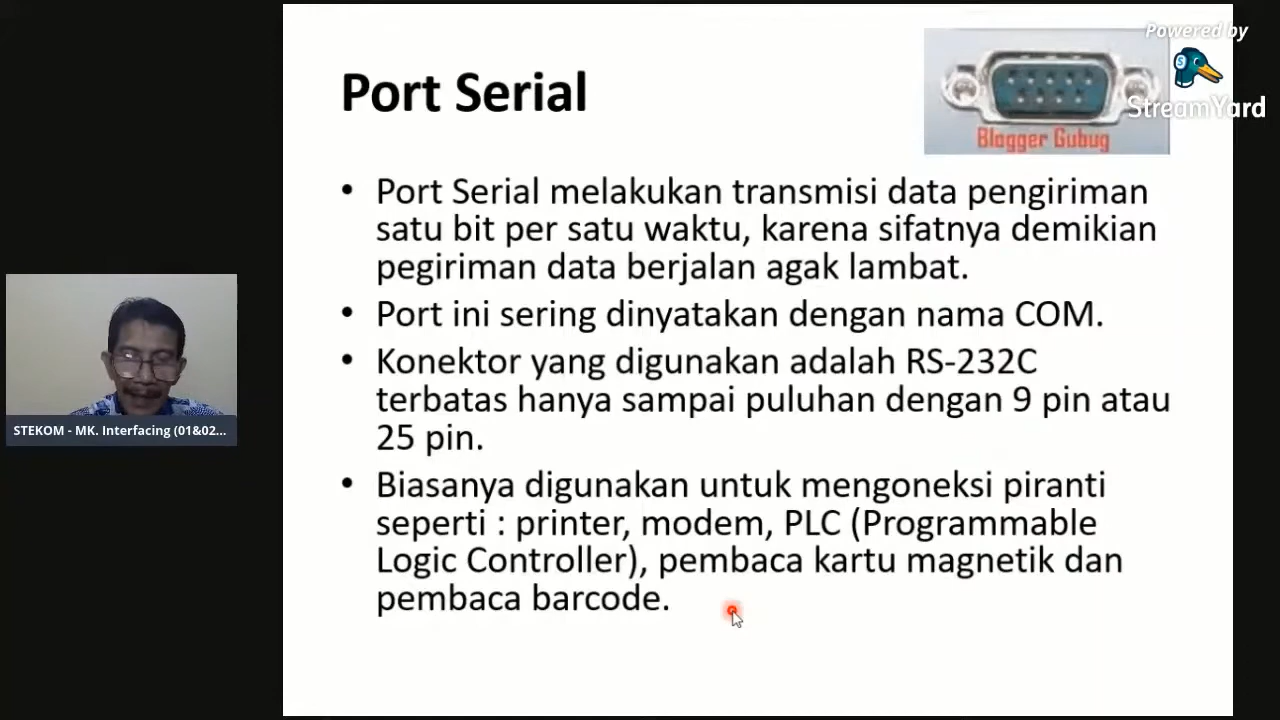 Powered by
StreamYard
Port Serial
Blogger Gubug
• Port Serial melakukan transmisi data pengiriman
satu bit per satu waktu, karena sifatnya demikian
pegiriman data berjalan agak lambat.
• Port ini sering dinyatakan dengan nama COM.
• Konektor yang digunakan adalah RS-232C
terbatas hanya sampai puluhan dengan 9 pin atau
25 pin.
• Biasanya digunakan untuk mengoneksi piranti
seperti : printer, modem, PLC (Programmable
Logic Controller), pembaca kartu magnetik dan
pembaca barcode.
STEKOM - MK. Interfacing (01&02...